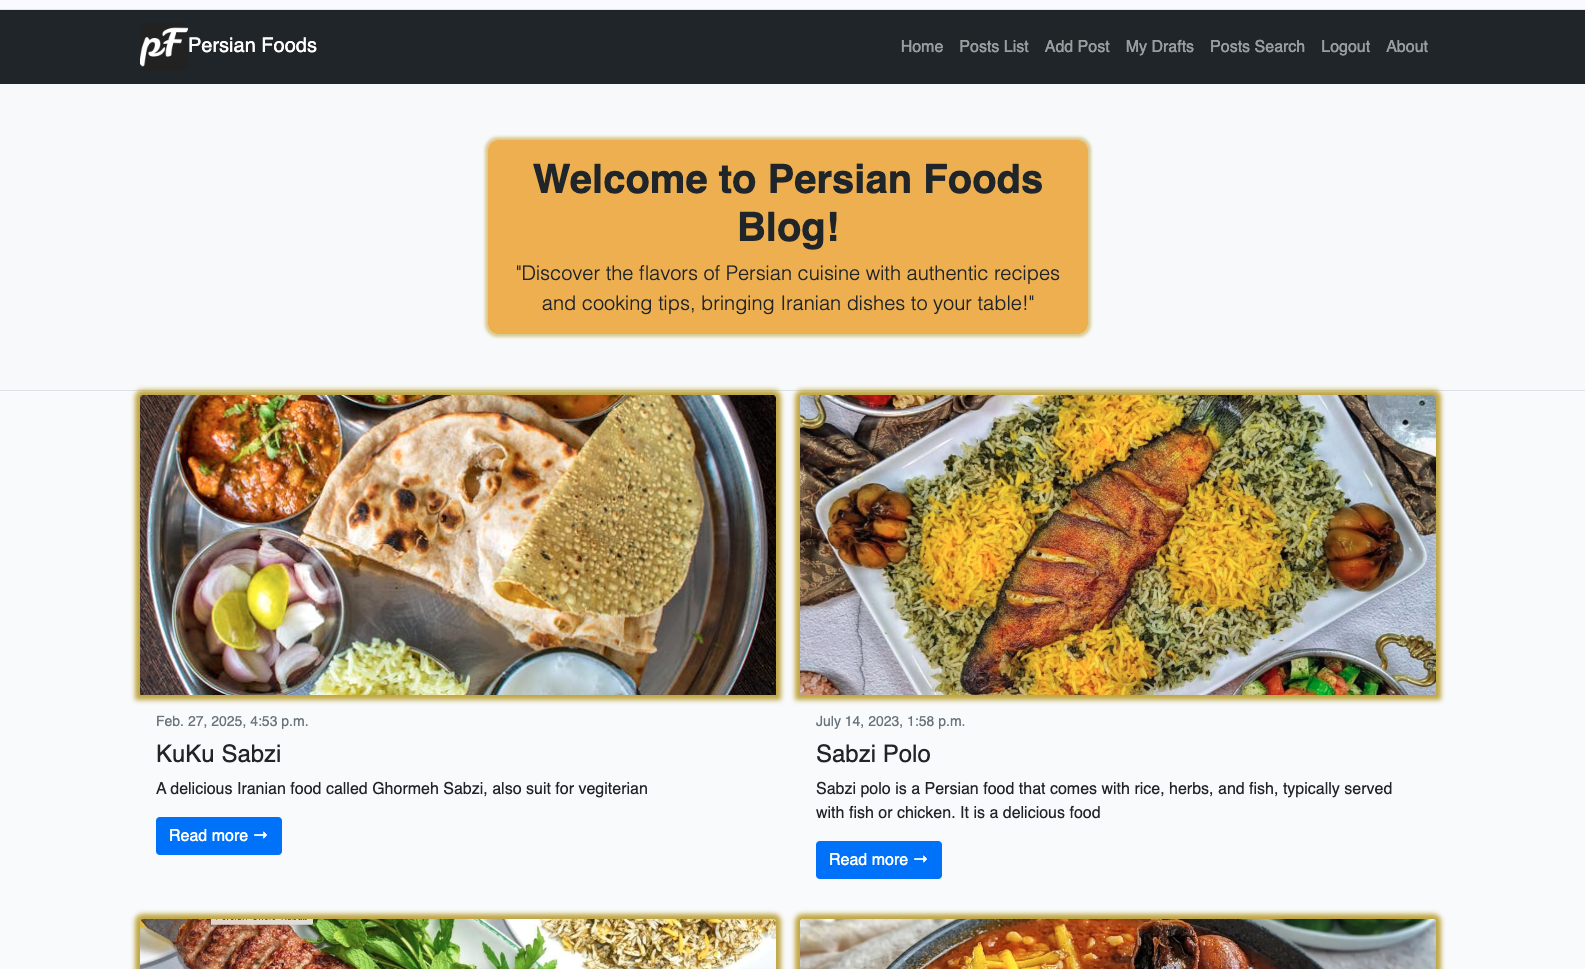 pF Persian Foods
Home Posts List Add Post My Drafts Posts Search Logout About
Welcome to Persian Foods
Blog!
"Discover the flavors of Persian cuisine with authentic recipes
and cooking tips, bringing Iranian dishes to your table!"
Feb. 27, 2025, 4:53 p.m.
KuKu Sabzi
A delicious Iranian food called Ghormeh Sabzi, also suit for vegiterian
Read more →
July 14, 2023, 1:58 p.m.
Sabzi Polo
Sabzi polo is a Persian food that comes with rice, herbs, and fish, typically served
with fish or chicken. It is a delicious food
Read more →